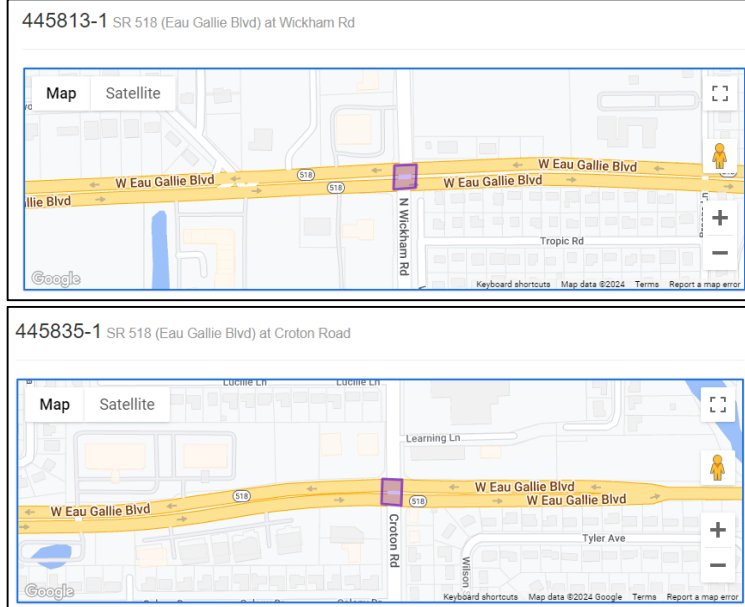 445813-1 SR 518 (Eau Gallie Blvd) at Wickham Rd
Map Satellite
W Eau Gallie Blvd
W Eau Gallie Blvd
518
518
W Eau Gallie Blvd
llie Blvd
N Wickham Rd
Tropic Rd
Google
Keyboard shortcuts Map data ©2024 Terms Report a map error
445835-1 SR 518 (Eau Gallie Blvd) at Croton Road
Lucille Ln Lucille Ln
Map Satellite
Learning Ln
W Eau Gallie Blvd
518
518
W Eau Gallie Blvd
W Eau Gallie Blvd
Croton Rd
Tyler Ave
Wilson
Google
Keyboard shortcuts Map data ©2024 Google Terms Report a map error